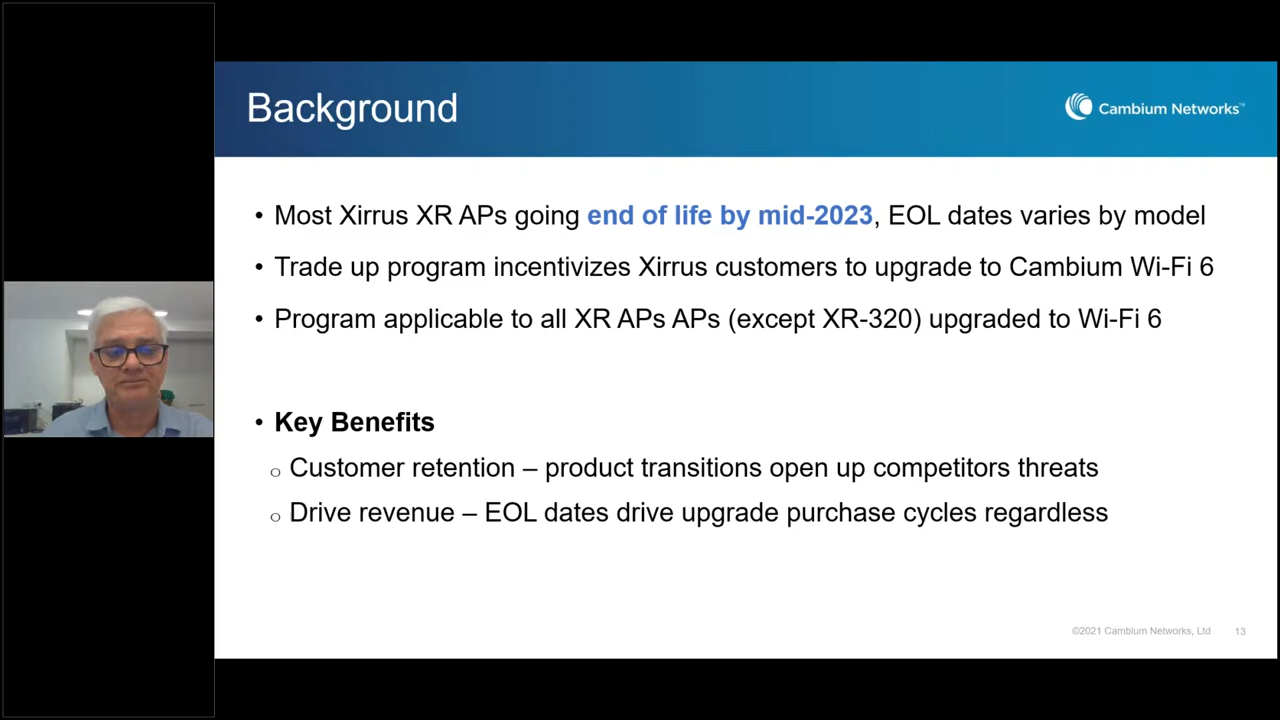 Background
Cambium Networks™
• Most Xirrus XR APs going end of life by mid-2023, EOL dates varies by model
• Trade up program incentivizes Xirrus customers to upgrade to Cambium Wi-Fi 6
• Program applicable to all XR APs APs (except XR-320) upgraded to Wi-Fi 6
• Key Benefits
o Customer retention – product transitions open up competitors threats
o Drive revenue – EOL dates drive upgrade purchase cycles regardless
©2021 Cambium Networks, Ltd 13